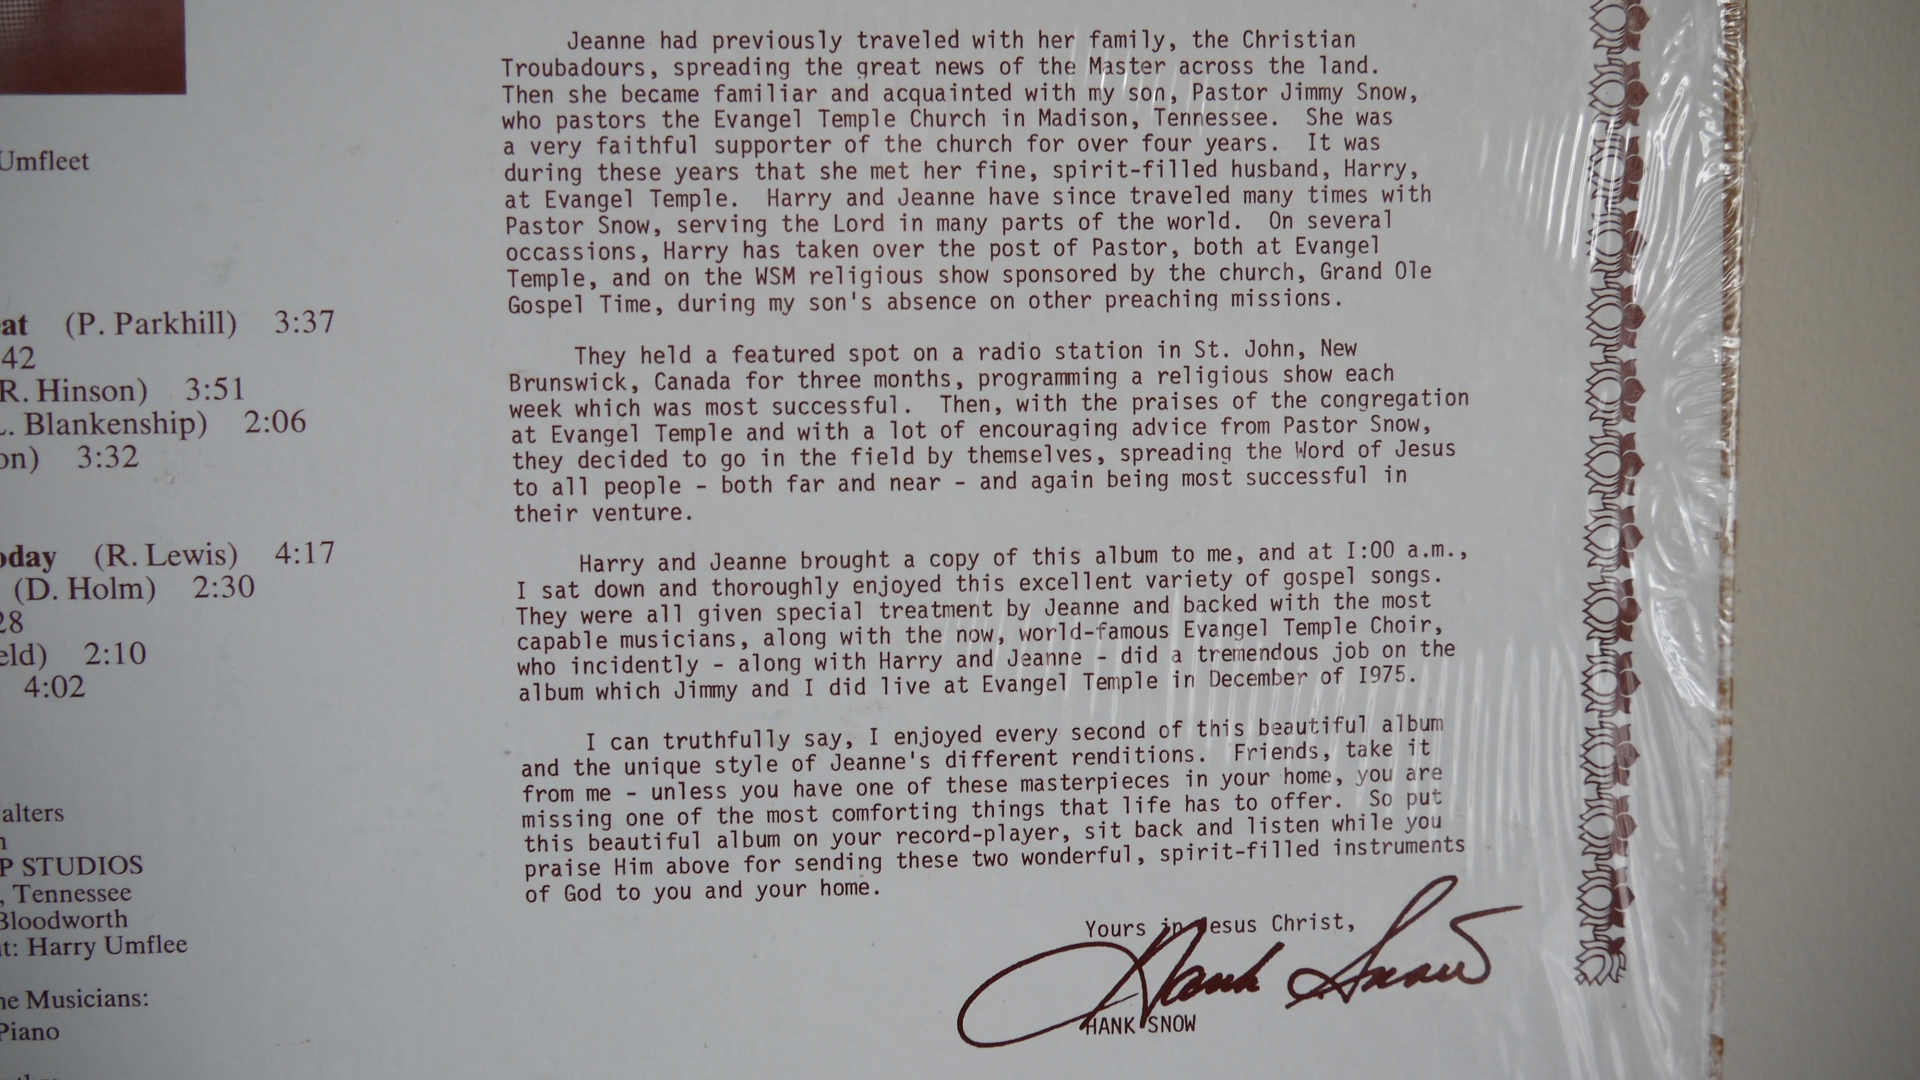 Umfleet
eat (P. Parkhill) 3:37
42
R. Hinson) 3:51
L. Blankenship) 2:06
on) 3:32
oday (R. Lewis) 4:17
(D. Holm) 2:30
28
eld) 2:10
4:02
alters
n
P STUDIOS
, Tennessee
Bloodworth
t: Harry Umflee
he Musicians:
Piano
Jeanne had previously traveled with her family, the Christian
Troubadours, spreading the great news of the Master across the land.
Then she became familiar and acquainted with my son, Pastor Jimmy Snow,
who pastors the Evangel Temple Church in Madison, Tennessee. She was
a very faithful supporter of the church for over four years. It was
during these years that she met her fine, spirit-filled husband, Harry,
at Evangel Temple. Harry and Jeanne have since traveled many times with
Pastor Snow, serving the Lord in many parts of the world. On several
occassions, Harry has taken over the post of Pastor, both at Evangel
Temple, and on the WSM religious show sponsored by the church, Grand Ole
Gospel Time, during my son's absence on other preaching missions.
They held a featured spot on a radio station in St. John, New
Brunswick, Canada for three months, programming a religious show each
week which was most successful. Then, with the praises of the congregation
at Evangel Temple and with a lot of encouraging advice from Pastor Snow,
they decided to go in the field by themselves, spreading the Word of Jesus
to all people - both far and near - and again being most successful in
their venture.
Harry and Jeanne brought a copy of this album to me, and at I:00 a.m.,
I sat down and thoroughly enjoyed this excellent variety of gospel songs.
They were all given special treatment by Jeanne and backed with the most
capable musicians, along with the now, world-famous Evangel Temple Choir,
who incidently - along with Harry and Jeanne - did a tremendous job on the
album which Jimmy and I did live at Evangel Temple in December of I975.
I can truthfully say, I enjoyed every second of this beautiful album
and the unique style of Jeanne's different renditions. Friends, take it
from me - unless you have one of these masterpieces in your home, you are
missing one of the most comforting things that life has to offer. So put
this beautiful album on your record-player, sit back and listen while you
praise Him above for sending these two wonderful, spirit-filled instruments
of God to you and your home.
Yours in Jesus Christ,
Hank Snow
HANK SNOW